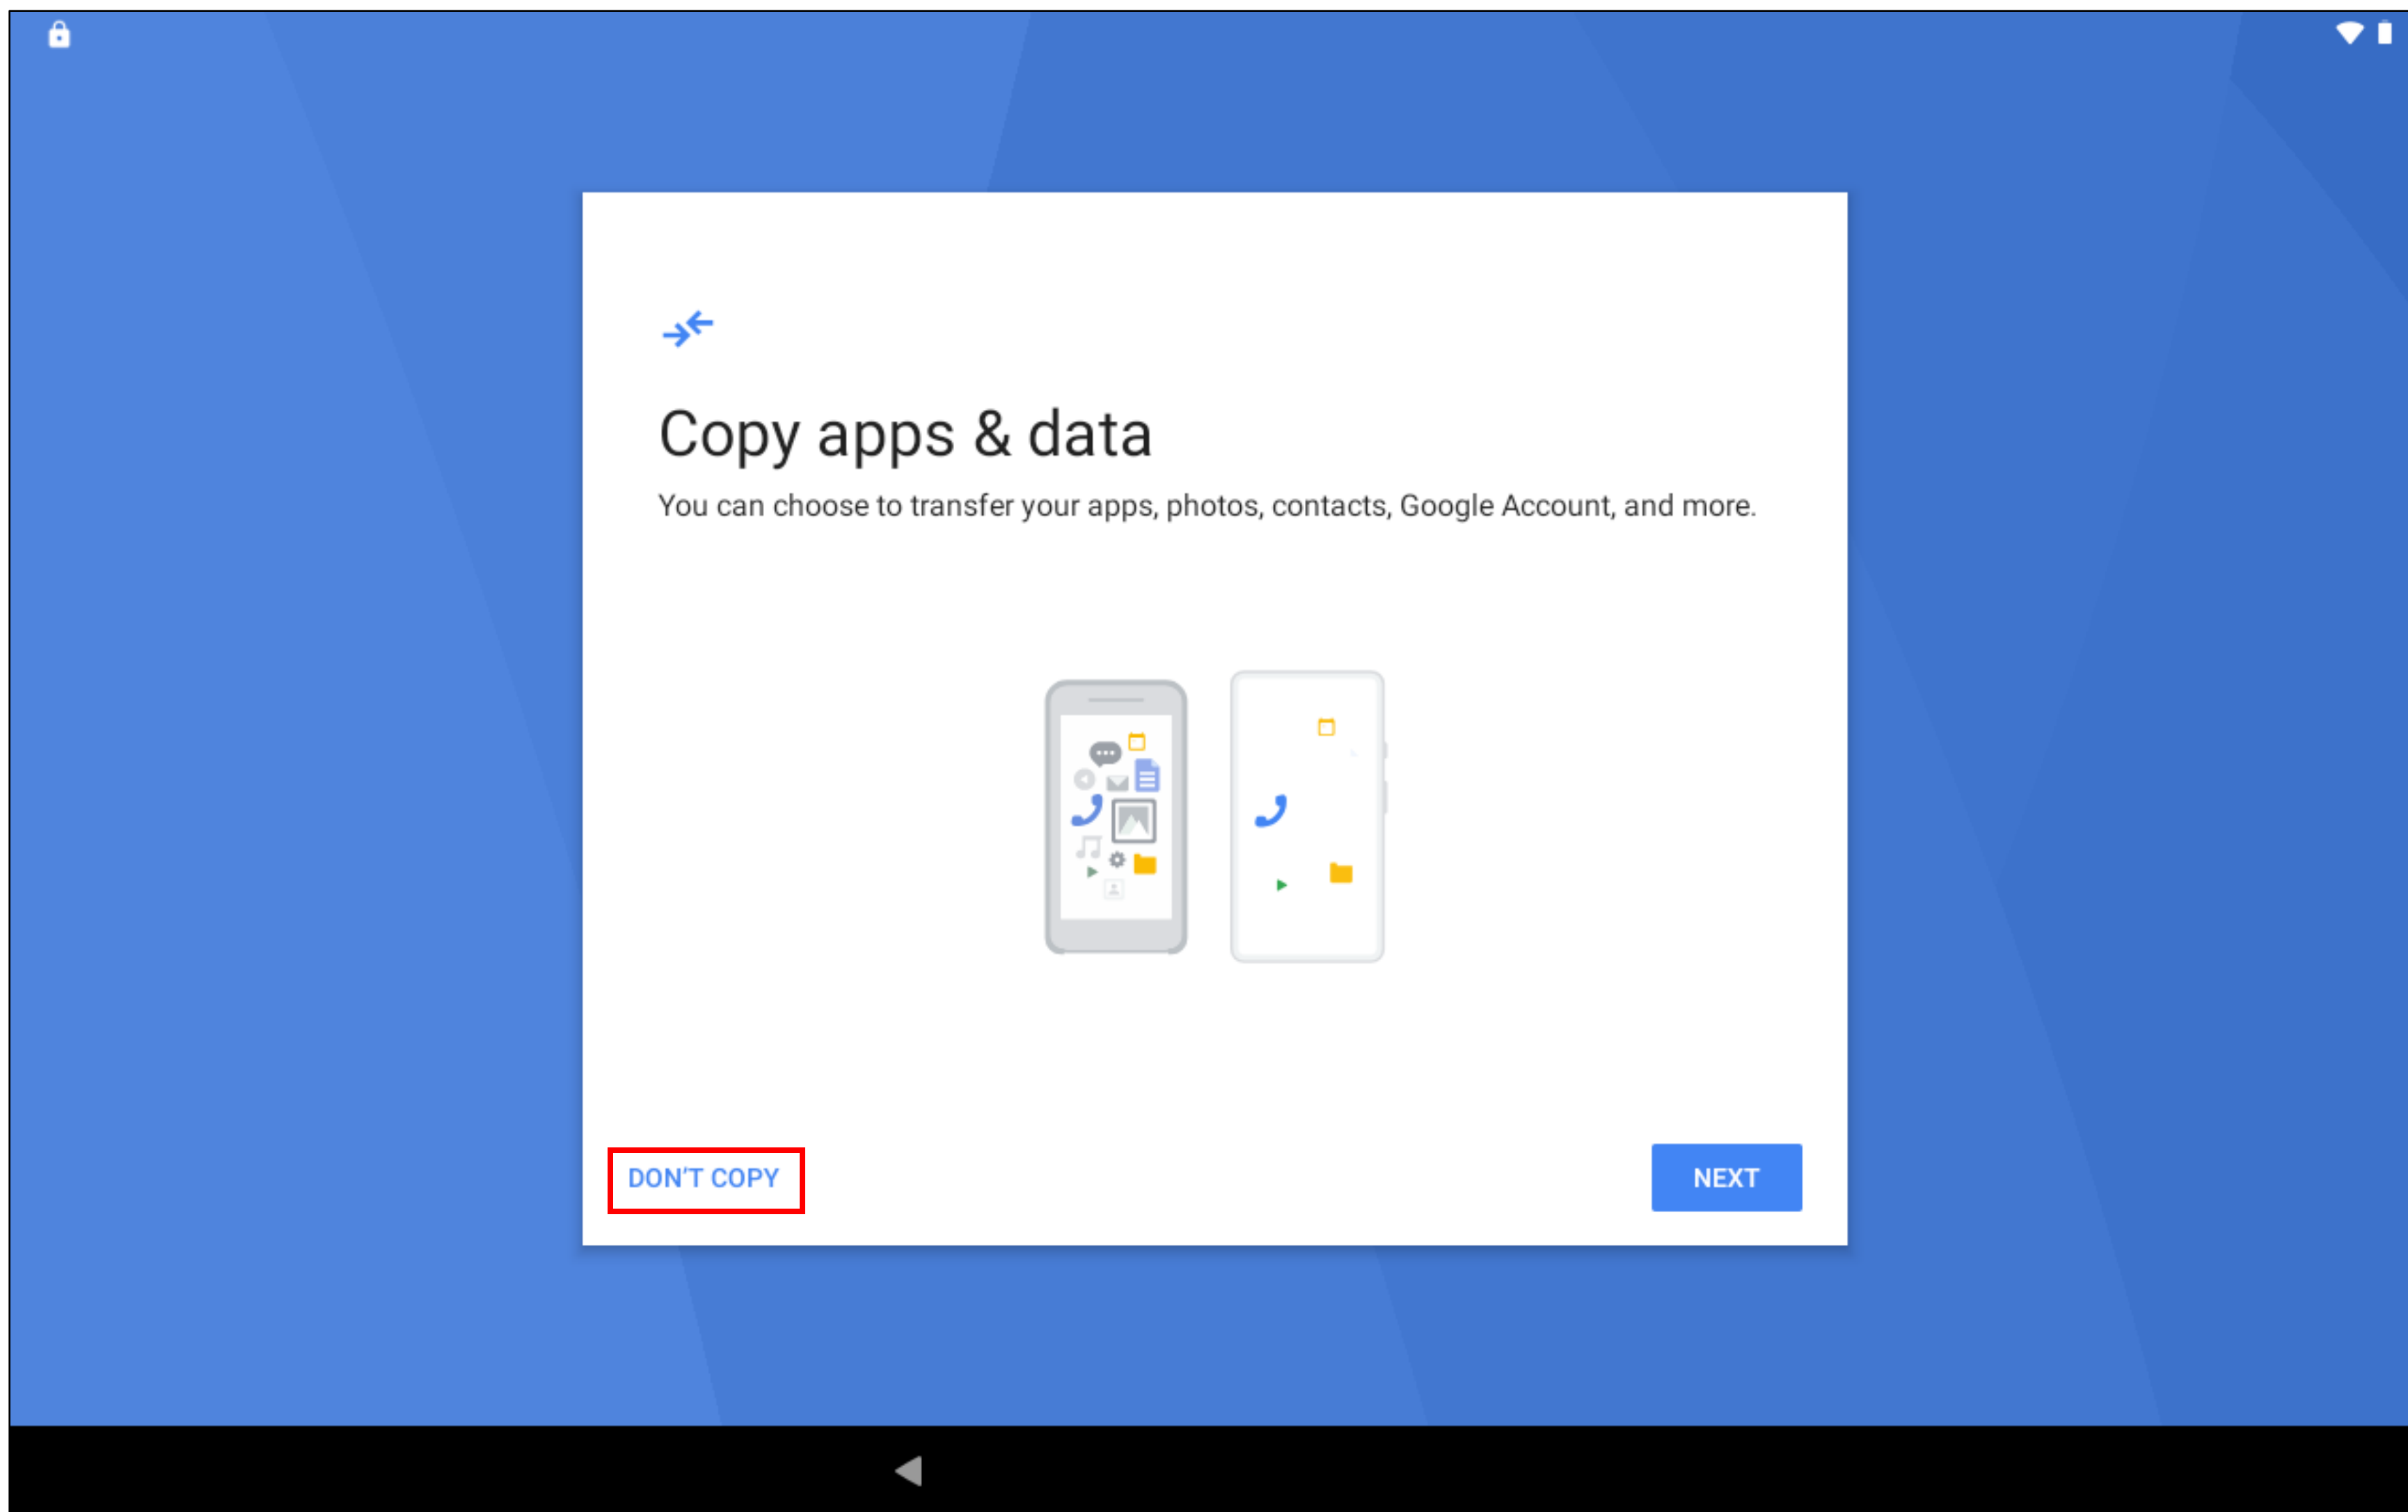 Copy apps & data
You can choose to transfer your apps, photos, contacts, Google Account, and more.
DON'T COPY
NEXT